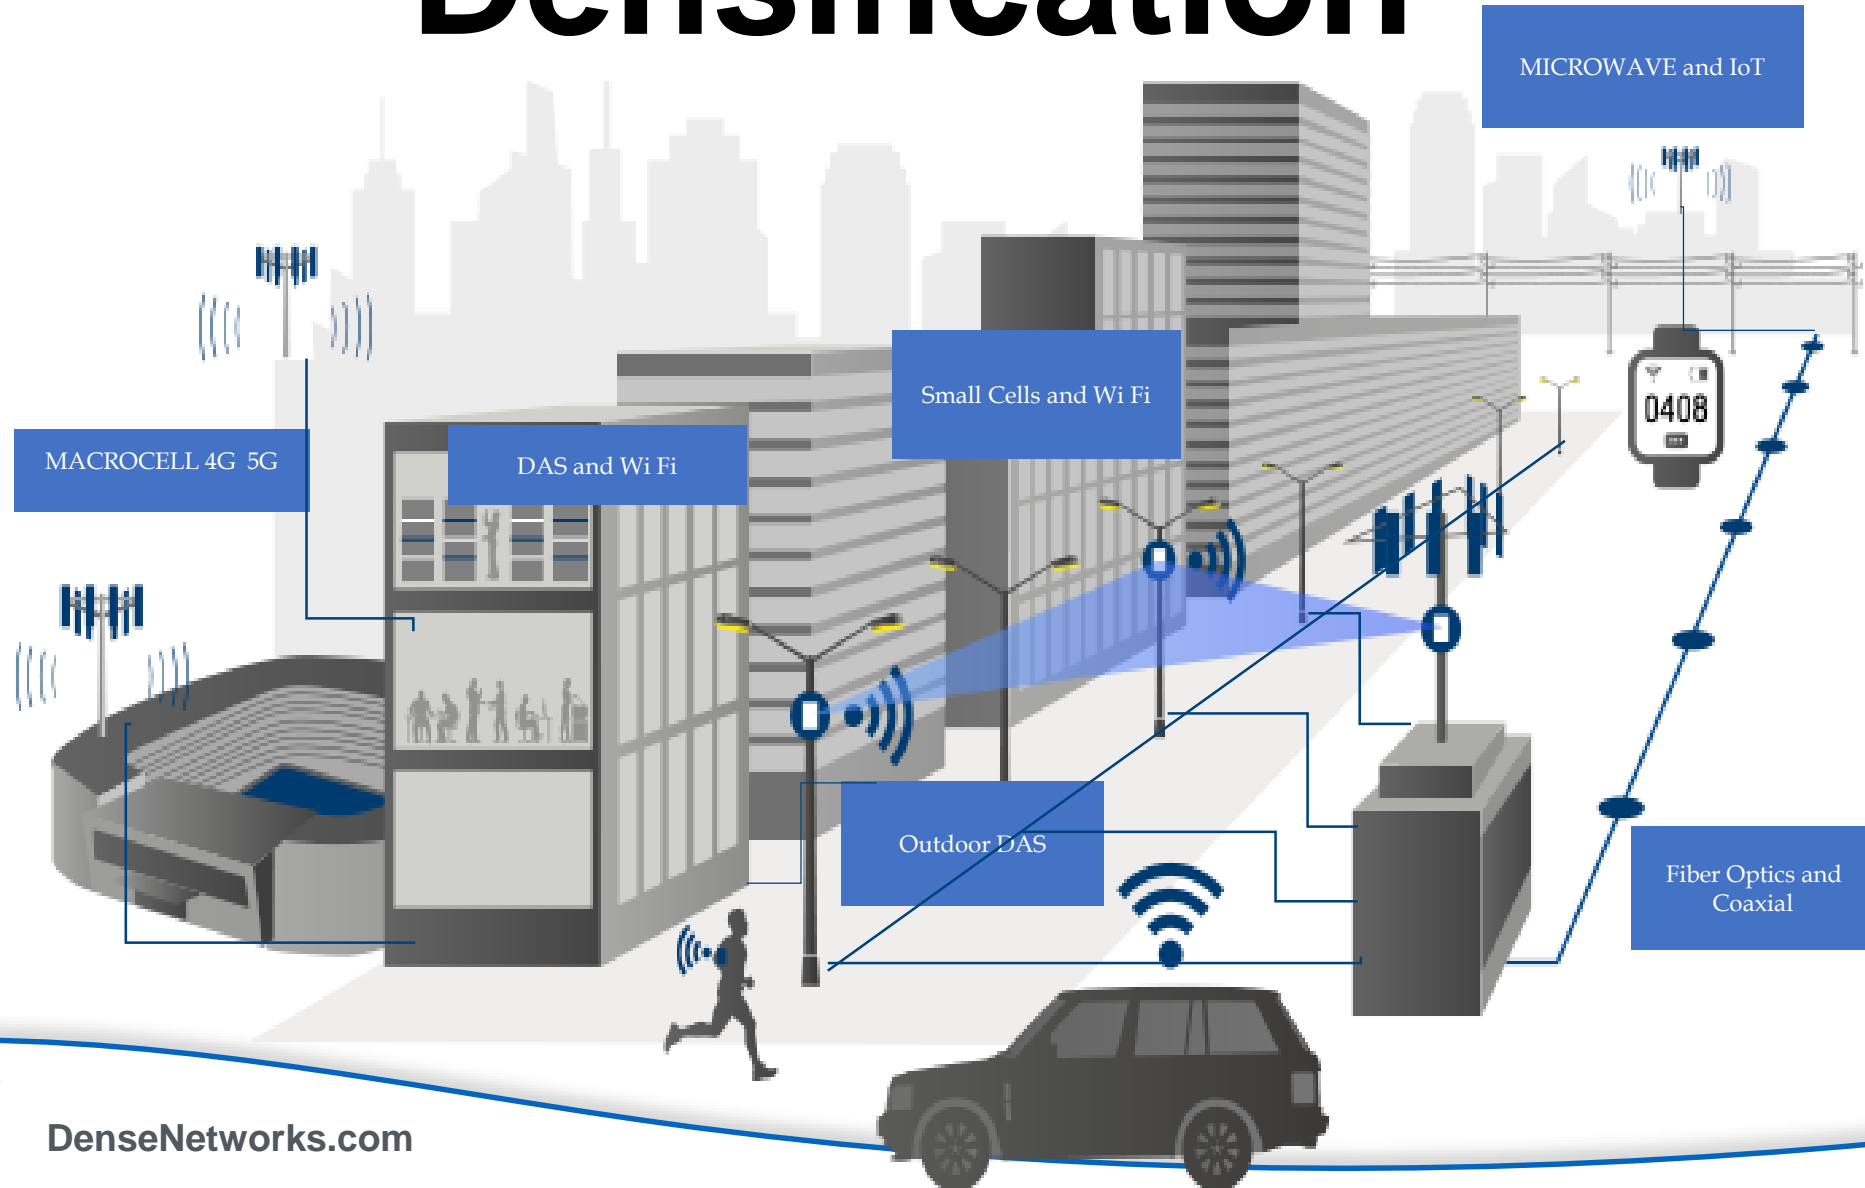 Densification
MICROWAVE and IoT
Small Cells and Wi Fi
MACROCELL 4G 5G
DAS and Wi Fi
0408
Outdoor DAS
Fiber Optics and
Coaxial
DenseNetworks.com